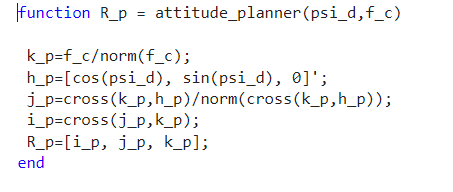 function R_p = attitude_planner(psi_d,f_c)
k_p=f_c/norm(f_c);
h_p=[cos(psi_d), sin(psi_d), 0]';
j_p=cross(k_p,h_p)/norm(cross(k_p,h_p));
i_p=cross(j_p,k_p);
R_p=[i_p, j_p, k_p];
end